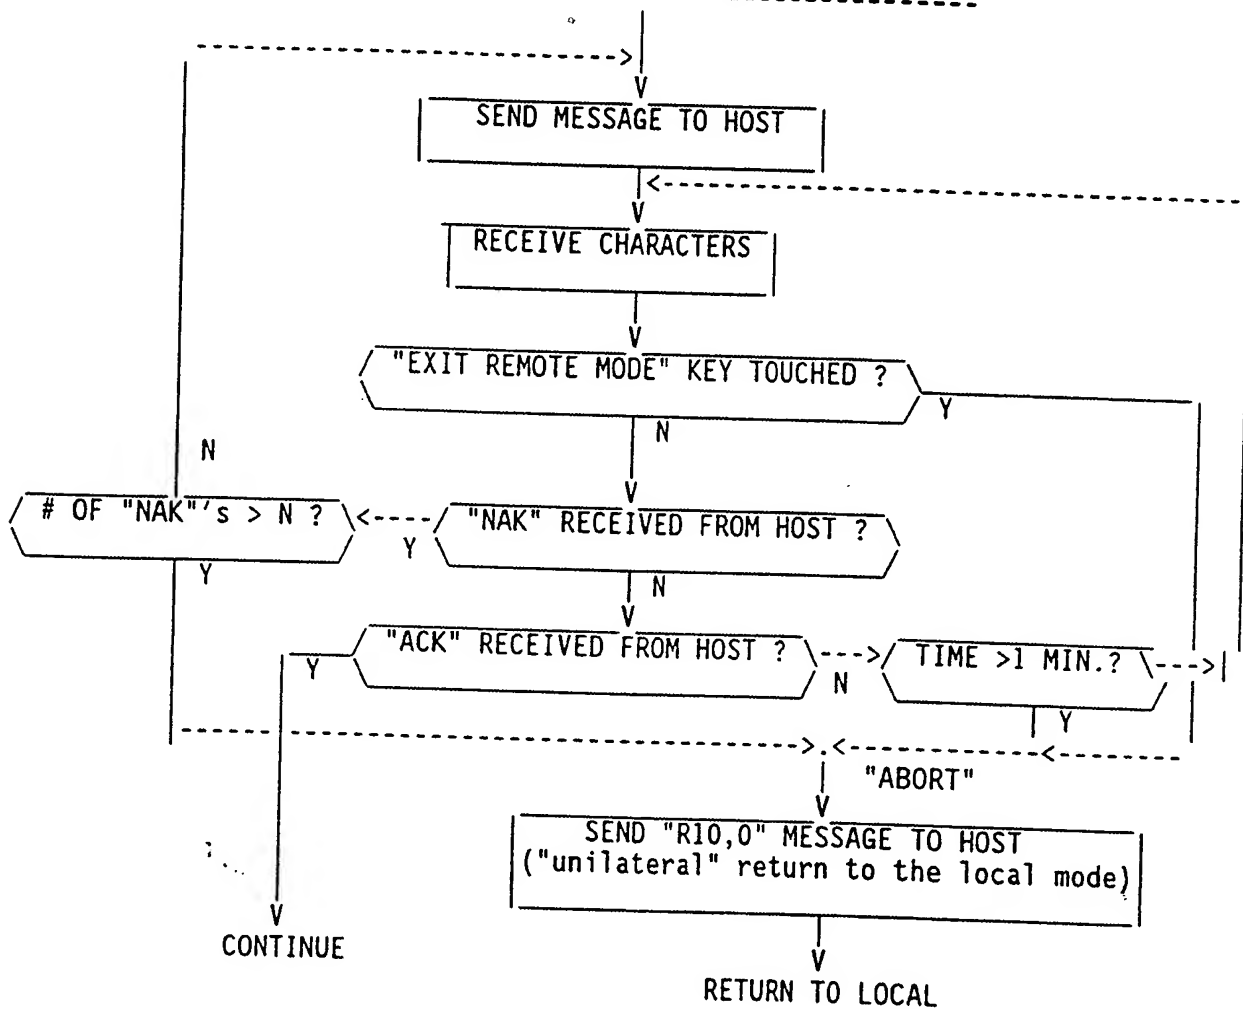 SEND MESSAGE TO HOST
RECEIVE CHARACTERS
"EXIT REMOTE MODE" KEY TOUCHED ?
Y
N
N
# OF "NAK"'s > N ?
Y
"NAK" RECEIVED FROM HOST ?
Y
N
"ACK" RECEIVED FROM HOST ?
Y
N
TIME >1 MIN.?
Y
"ABORT"
SEND "R10,0" MESSAGE TO HOST
("unilateral" return to the local mode)
CONTINUE
RETURN TO LOCAL